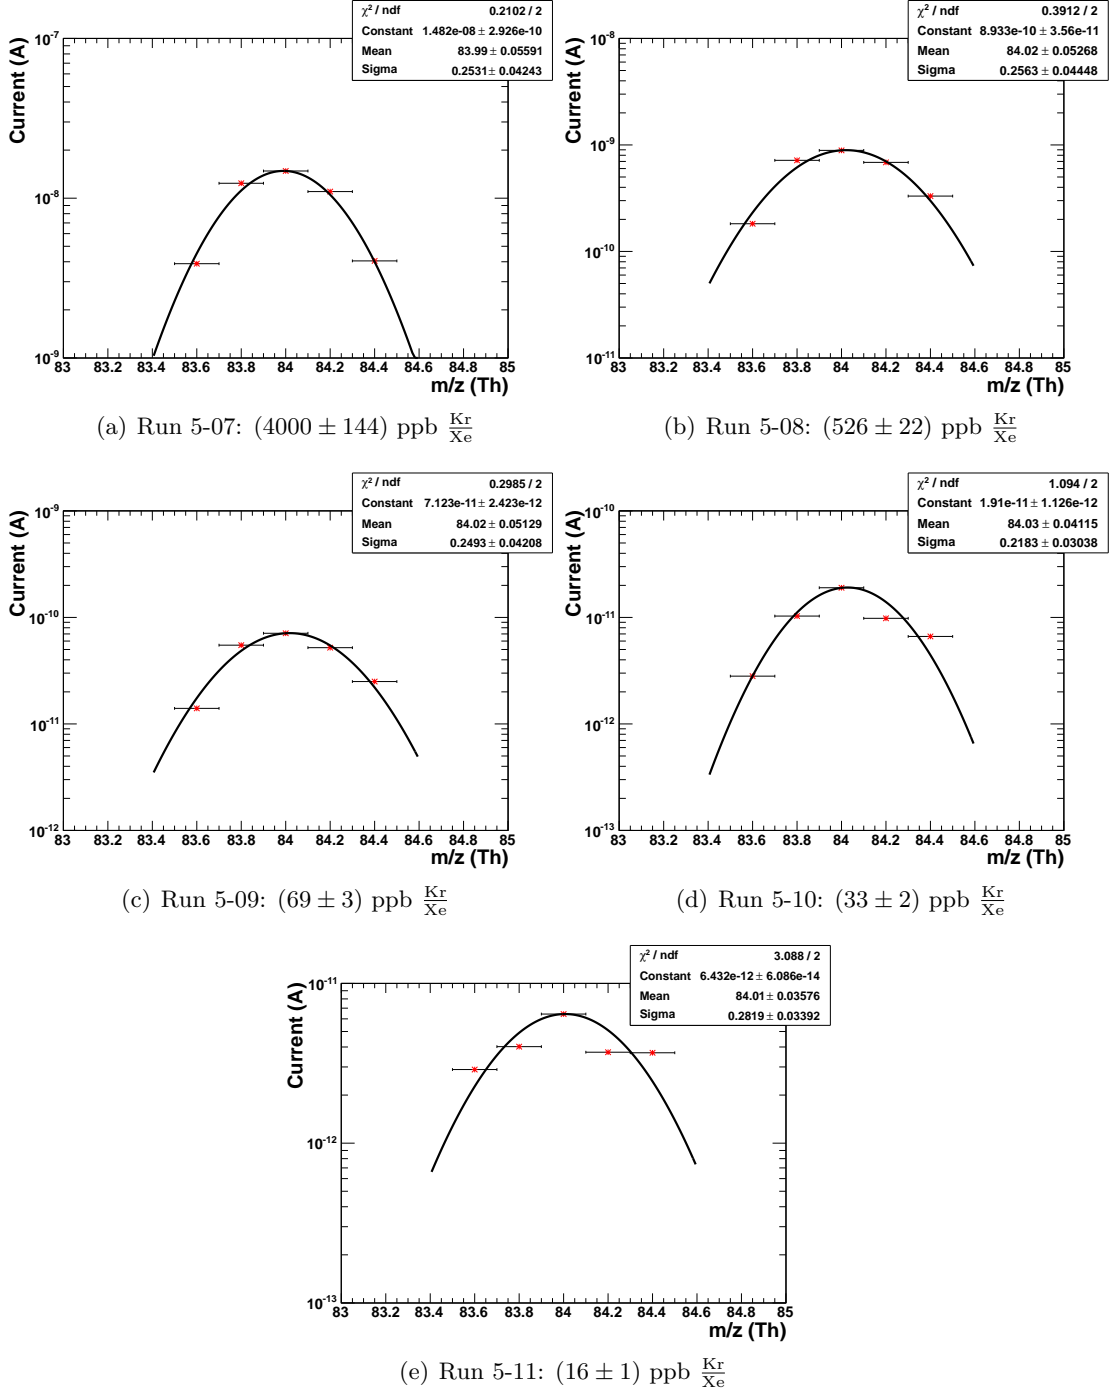 χ² / ndf 0.2102 / 2
Constant 1.482e-08 ± 2.926e-10
Mean 83.99 ± 0.05591
Sigma 0.2531 ± 0.04243
Current (A)
10⁻⁷
10⁻⁸
10⁻⁹
83 83.2 83.4 83.6 83.8 84 84.2 84.4 84.6 84.8 85
m/z (Th)
(a) Run 5-07: (4000 ± 144) ppb Kr/Xe
χ² / ndf 0.3912 / 2
Constant 8.933e-10 ± 3.56e-11
Mean 84.02 ± 0.05268
Sigma 0.2563 ± 0.04448
Current (A)
10⁻⁸
10⁻⁹
10⁻¹⁰
10⁻¹¹
83 83.2 83.4 83.6 83.8 84 84.2 84.4 84.6 84.8 85
m/z (Th)
(b) Run 5-08: (526 ± 22) ppb Kr/Xe
χ² / ndf 0.2985 / 2
Constant 7.123e-11 ± 2.423e-12
Mean 84.02 ± 0.05129
Sigma 0.2493 ± 0.04208
Current (A)
10⁻⁹
10⁻¹⁰
10⁻¹¹
10⁻¹²
83 83.2 83.4 83.6 83.8 84 84.2 84.4 84.6 84.8 85
m/z (Th)
(c) Run 5-09: (69 ± 3) ppb Kr/Xe
χ² / ndf 1.094 / 2
Constant 1.91e-11 ± 1.126e-12
Mean 84.03 ± 0.04115
Sigma 0.2183 ± 0.03038
Current (A)
10⁻¹⁰
10⁻¹¹
10⁻¹²
10⁻¹³
83 83.2 83.4 83.6 83.8 84 84.2 84.4 84.6 84.8 85
m/z (Th)
(d) Run 5-10: (33 ± 2) ppb Kr/Xe
χ² / ndf 3.088 / 2
Constant 6.432e-12 ± 6.086e-14
Mean 84.01 ± 0.03576
Sigma 0.2819 ± 0.03392
Current (A)
10⁻¹¹
10⁻¹²
10⁻¹³
83 83.2 83.4 83.6 83.8 84 84.2 84.4 84.6 84.8 85
m/z (Th)
(e) Run 5-11: (16 ± 1) ppb Kr/Xe